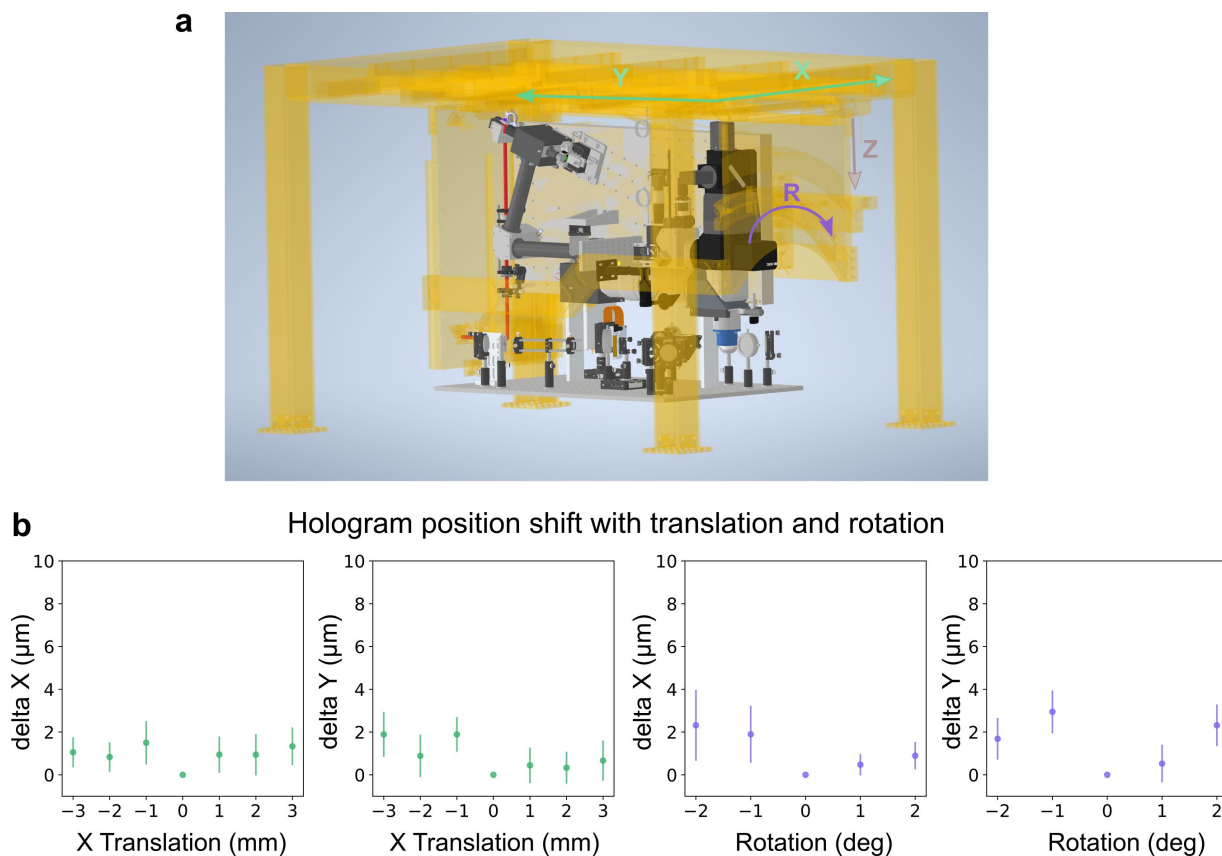 a
Y
X
Z
R
b
Hologram position shift with translation and rotation
10
8
6
4
2
0
delta X (µm)
−3 −2 −1 0 1 2 3
X Translation (mm)
10
8
6
4
2
0
delta Y (µm)
−3 −2 −1 0 1 2 3
X Translation (mm)
10
8
6
4
2
0
delta X (µm)
−2 −1 0 1 2
Rotation (deg)
10
8
6
4
2
0
delta Y (µm)
−2 −1 0 1 2
Rotation (deg)